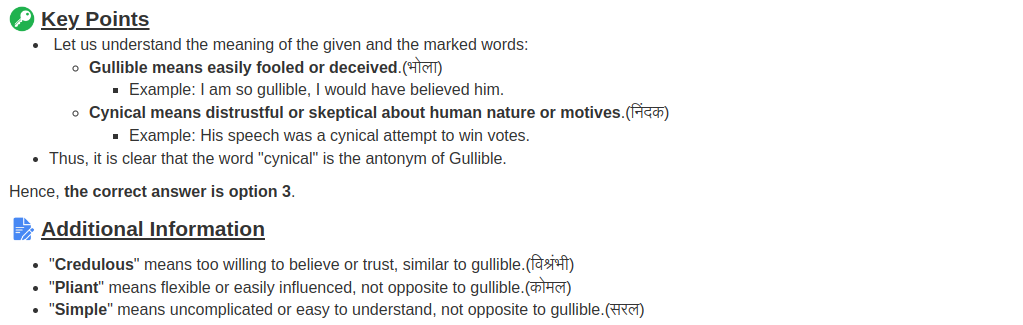 Key Points
Let us understand the meaning of the given and the marked words:
Gullible means easily fooled or deceived.(भोला)
Example: I am so gullible, I would have believed him.
Cynical means distrustful or skeptical about human nature or motives.(निंदक)
Example: His speech was a cynical attempt to win votes.
Thus, it is clear that the word "cynical" is the antonym of Gullible.
Hence, the correct answer is option 3.
Additional Information
"Credulous" means too willing to believe or trust, similar to gullible.(विश्रंभी)
"Pliant" means flexible or easily influenced, not opposite to gullible.(कोमल)
"Simple" means uncomplicated or easy to understand, not opposite to gullible.(सरल)